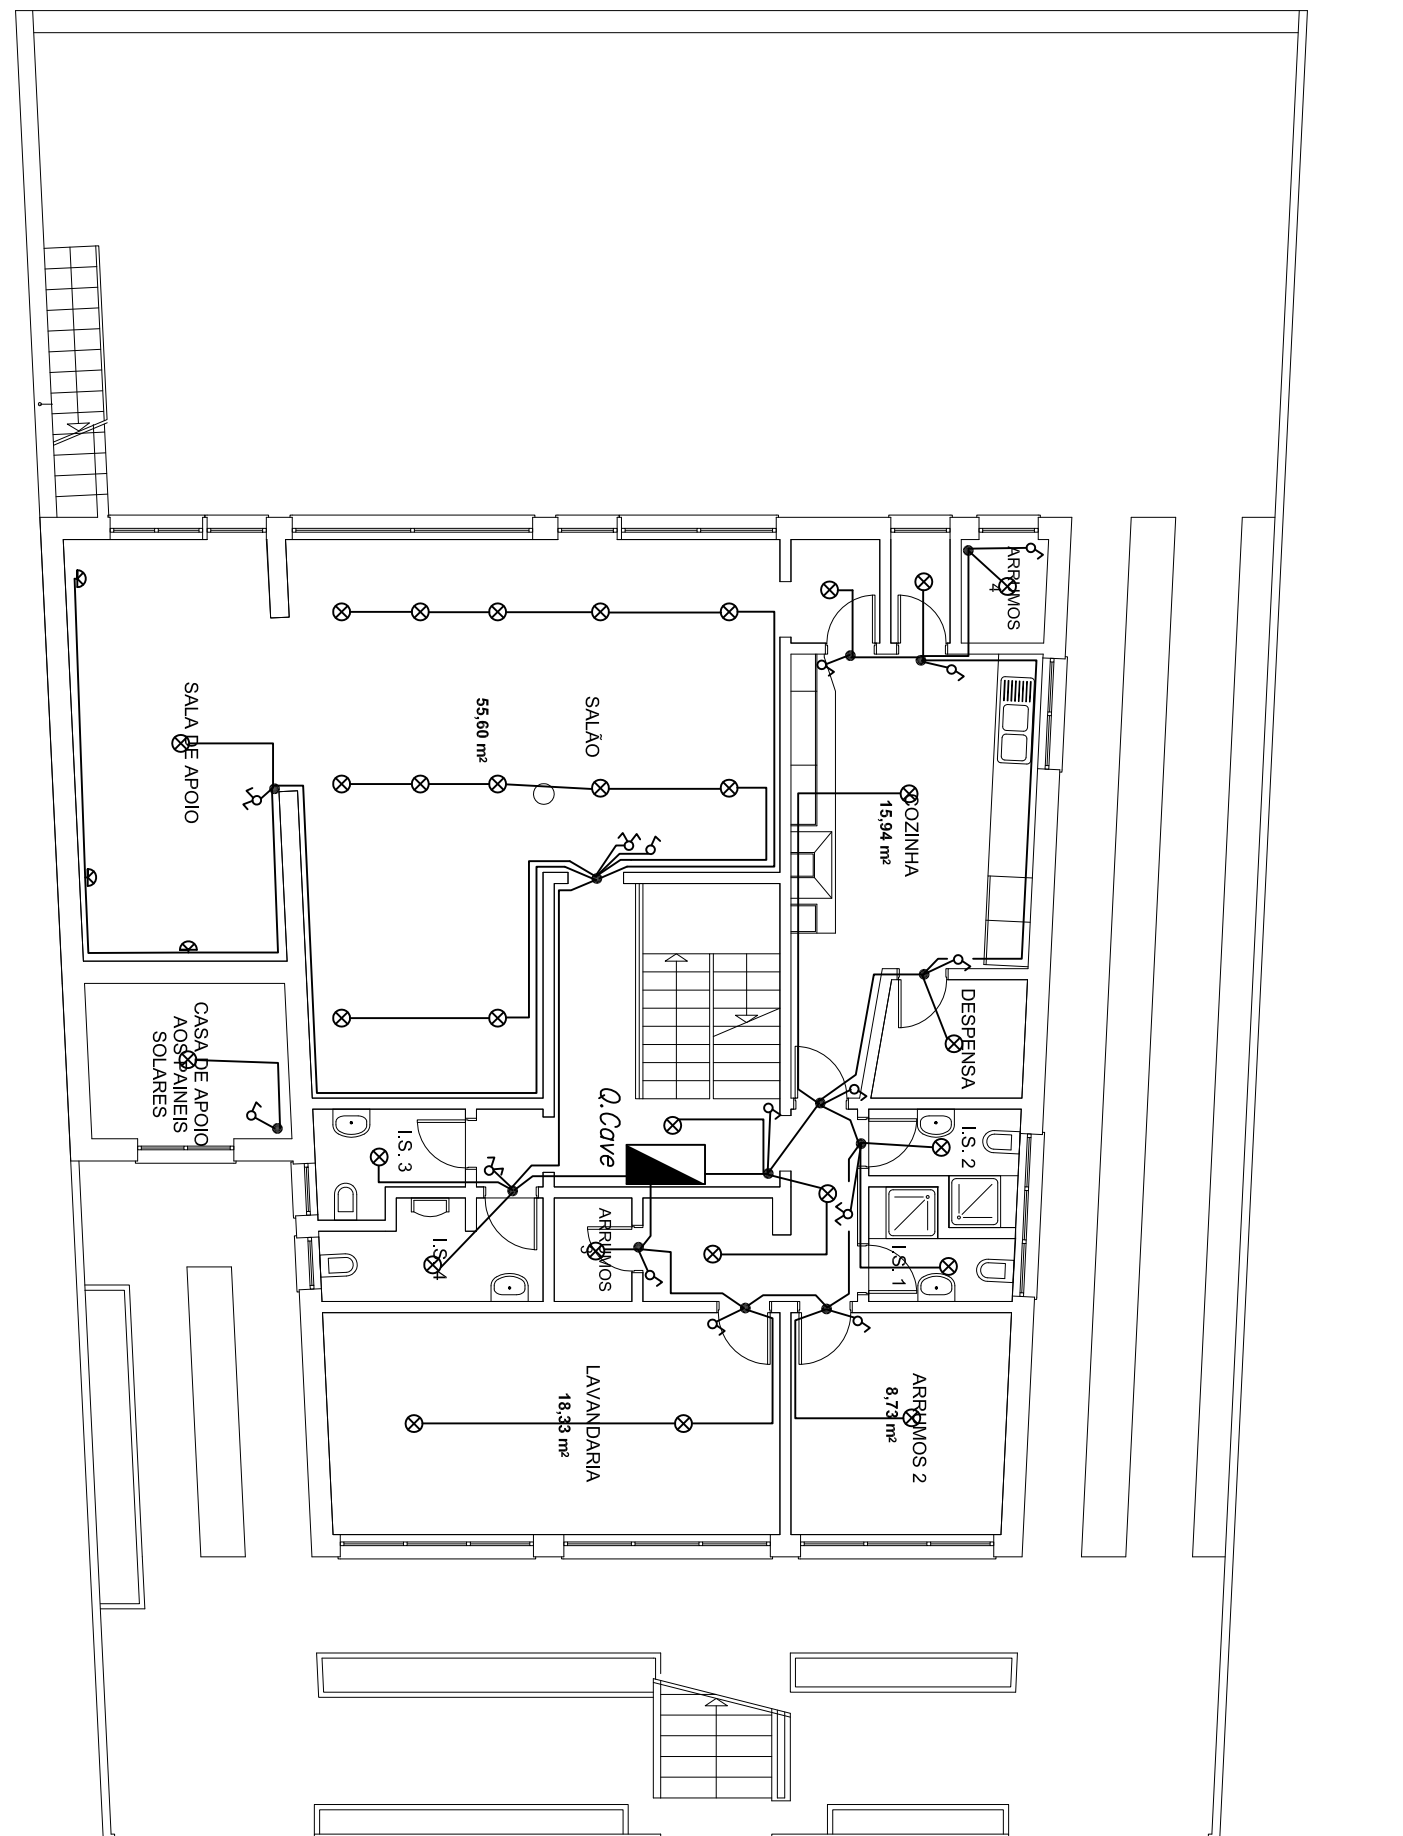 ARRUMOS
4
SALA DE APOIO
SALÃO
55,60 m²
COZINHA
15,94 m²
DESPENSA
CASA DE APOIO
AOS PAINEIS
SOLARES
Q.Cave
I.S. 3
I.S. 2
I.S. 4
ARRUMOS
3
I.S. 1
LAVANDARIA
18,33 m²
ARRUMOS 2
8,73 m²